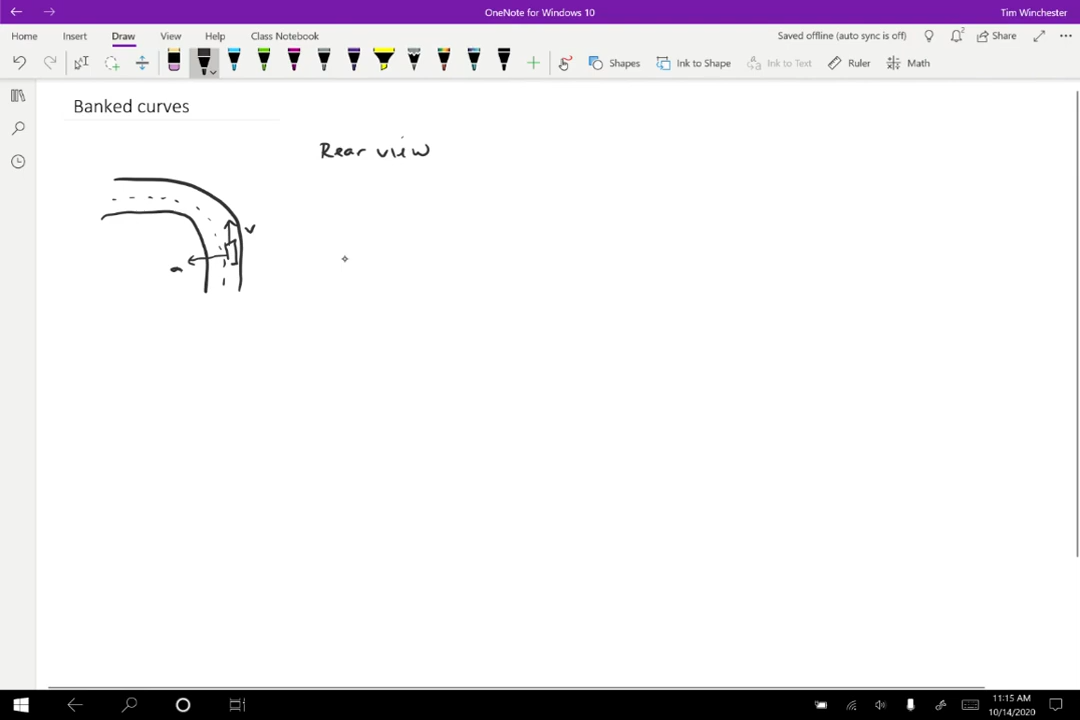 OneNote for Windows 10
Tim Winchester
Home Insert Draw View Help Class Notebook
Saved offline (auto sync is off)
Share
Shapes
Ink to Shape
Ink to Text
Ruler
Math
Banked curves
Rear view
v
a
11:15 AM
10/14/2020